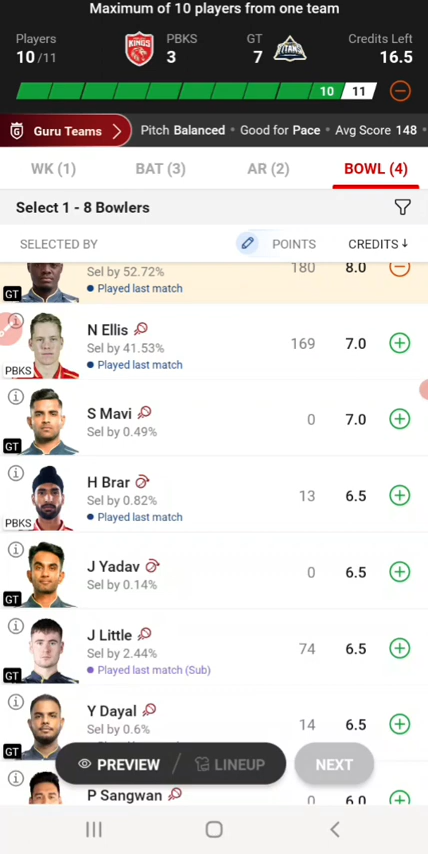 Maximum of 10 players from one team
Players
10/11
KINGS
PBKS
3
GT
7
TITANS
Credits Left
16.5
10 11
Guru Teams
Pitch Balanced • Good for Pace • Avg Score 148 •
WK (1) BAT (3) AR (2) BOWL (4)
Select 1 - 8 Bowlers
SELECTED BY POINTS CREDITS ↓
Sel by 52.72% 180 8.0
Played last match
GT
N Ellis
Sel by 41.53% 169 7.0
Played last match
PBKS
S Mavi
Sel by 0.49% 0 7.0
GT
H Brar
Sel by 0.82% 13 6.5
Played last match
PBKS
J Yadav
Sel by 0.14% 0 6.5
GT
J Little
Sel by 2.44% 74 6.5
Played last match (Sub)
GT
Y Dayal
Sel by 0.6% 14 6.5
GT
PREVIEW / LINEUP NEXT
P Sangwan 0 6.0